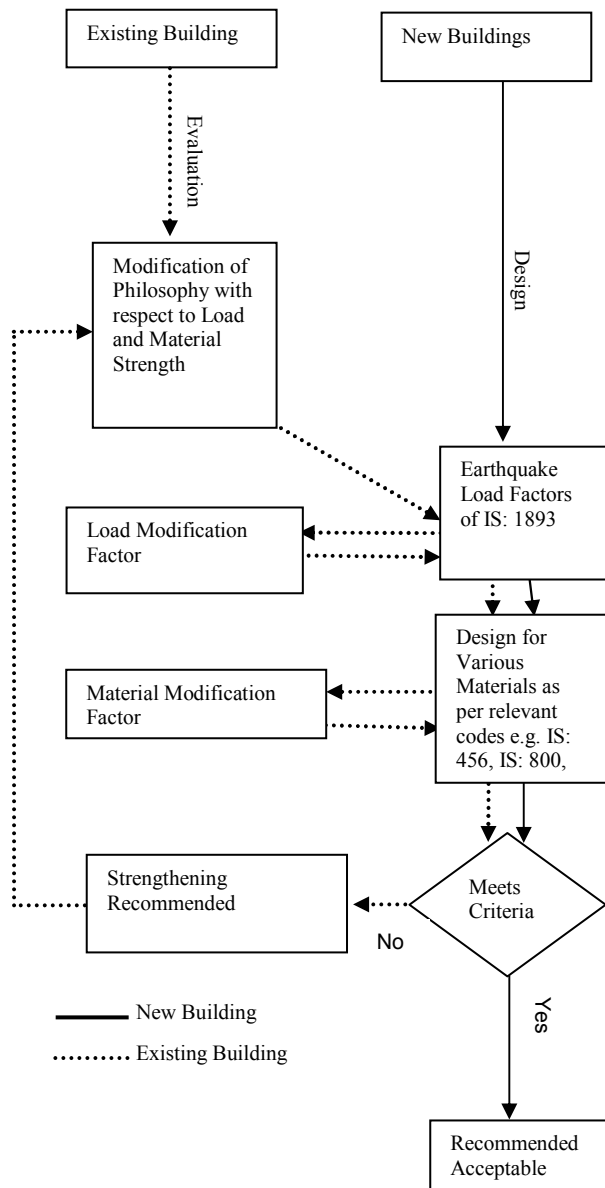 Existing Building
New Buildings
Evaluation
Design
Modification of
Philosophy with
respect to Load
and Material
Strength
Earthquake
Load Factors
of IS: 1893
Load Modification
Factor
Design for
Various
Materials as
per relevant
codes e.g. IS:
456, IS: 800,
Material Modification
Factor
Meets
Criteria
Strengthening
Recommended
No
Yes
New Building
Existing Building
Recommended
Acceptable